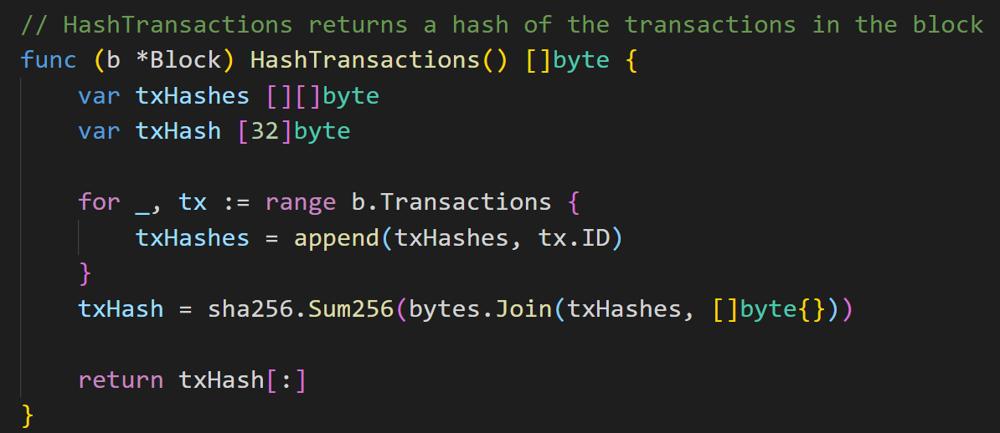 // HashTransactions returns a hash of the transactions in the block
func (b *Block) HashTransactions() []byte {
    var txHashes [][]byte
    var txHash [32]byte

    for _, tx := range b.Transactions {
        txHashes = append(txHashes, tx.ID)
    }
    txHash = sha256.Sum256(bytes.Join(txHashes, []byte{}))

    return txHash[:]
}